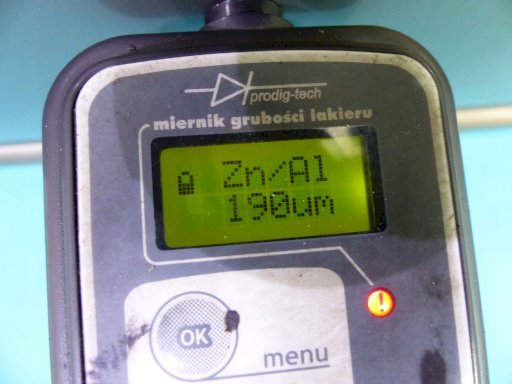 prodig-tech
miernik grubości lakieru
Zn/Al
190um
!
OK
menu